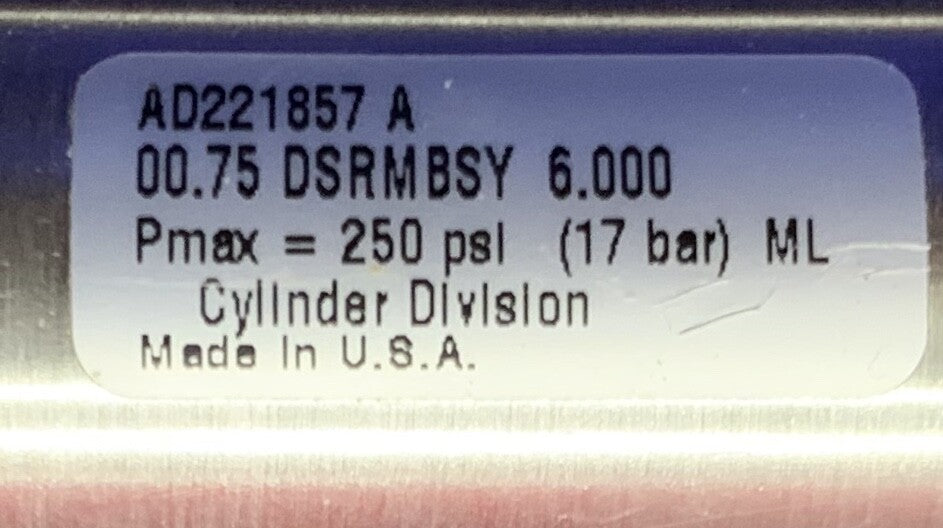 AD221857 A
00.75 DSRMBSY 6.000
Pmax = 250 psi (17 bar) ML
Cylinder Division
Made In U.S.A.